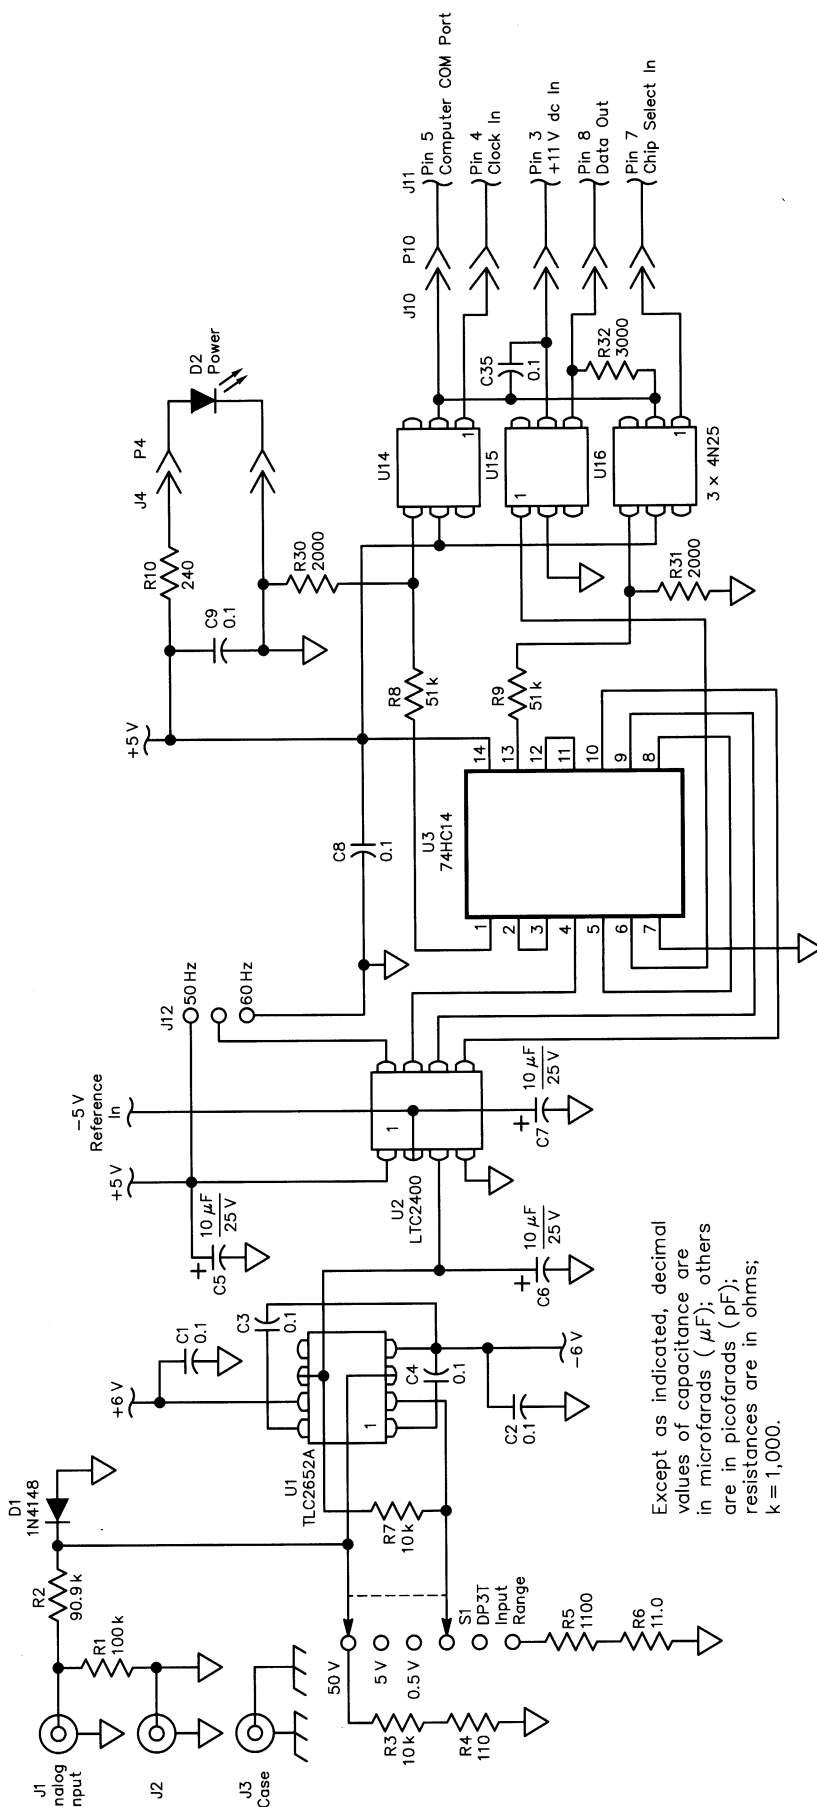 J1
nalog
nput
J2
J3
Case
R1
100 k
R2
90.9 k
D1
1N4148
50 V
5 V
0.5 V
S1
DP3T
Input
Range
R3
10 k
R4
110
R5
1100
R6
11.0
R7
10 k
U1
TLC2652A
1
+6 V
C1
0.1
C3
0.1
C4
0.1
C2
0.1
-6 V
+5 V
C5
+
10 µF
25 V
C6
+
10 µF
25 V
C7
+
10 µF
25 V
-5 V
Reference
In
U2
LTC2400
1
J12
50 Hz
60 Hz
C8
0.1
U3
74HC14
1
2
3
4
5
6
7
14
13
12
11
10
9
8
+5 V
R8
51 k
R9
51 k
C9
0.1
R10
240
R30
2000
R31
2000
J4
P4
D2
Power
U14
1
U15
1
U16
1
3 × 4N25
C35
0.1
R32
3000
J10
P10
J11
Pin 5
Computer COM Port
Pin 4
Clock In
Pin 3
+11 V dc In
Pin 8
Data Out
Pin 7
Chip Select In
Except as indicated, decimal
values of capacitance are
in microfarads ( µF); others
are in picofarads ( pF);
resistances are in ohms;
k = 1,000.